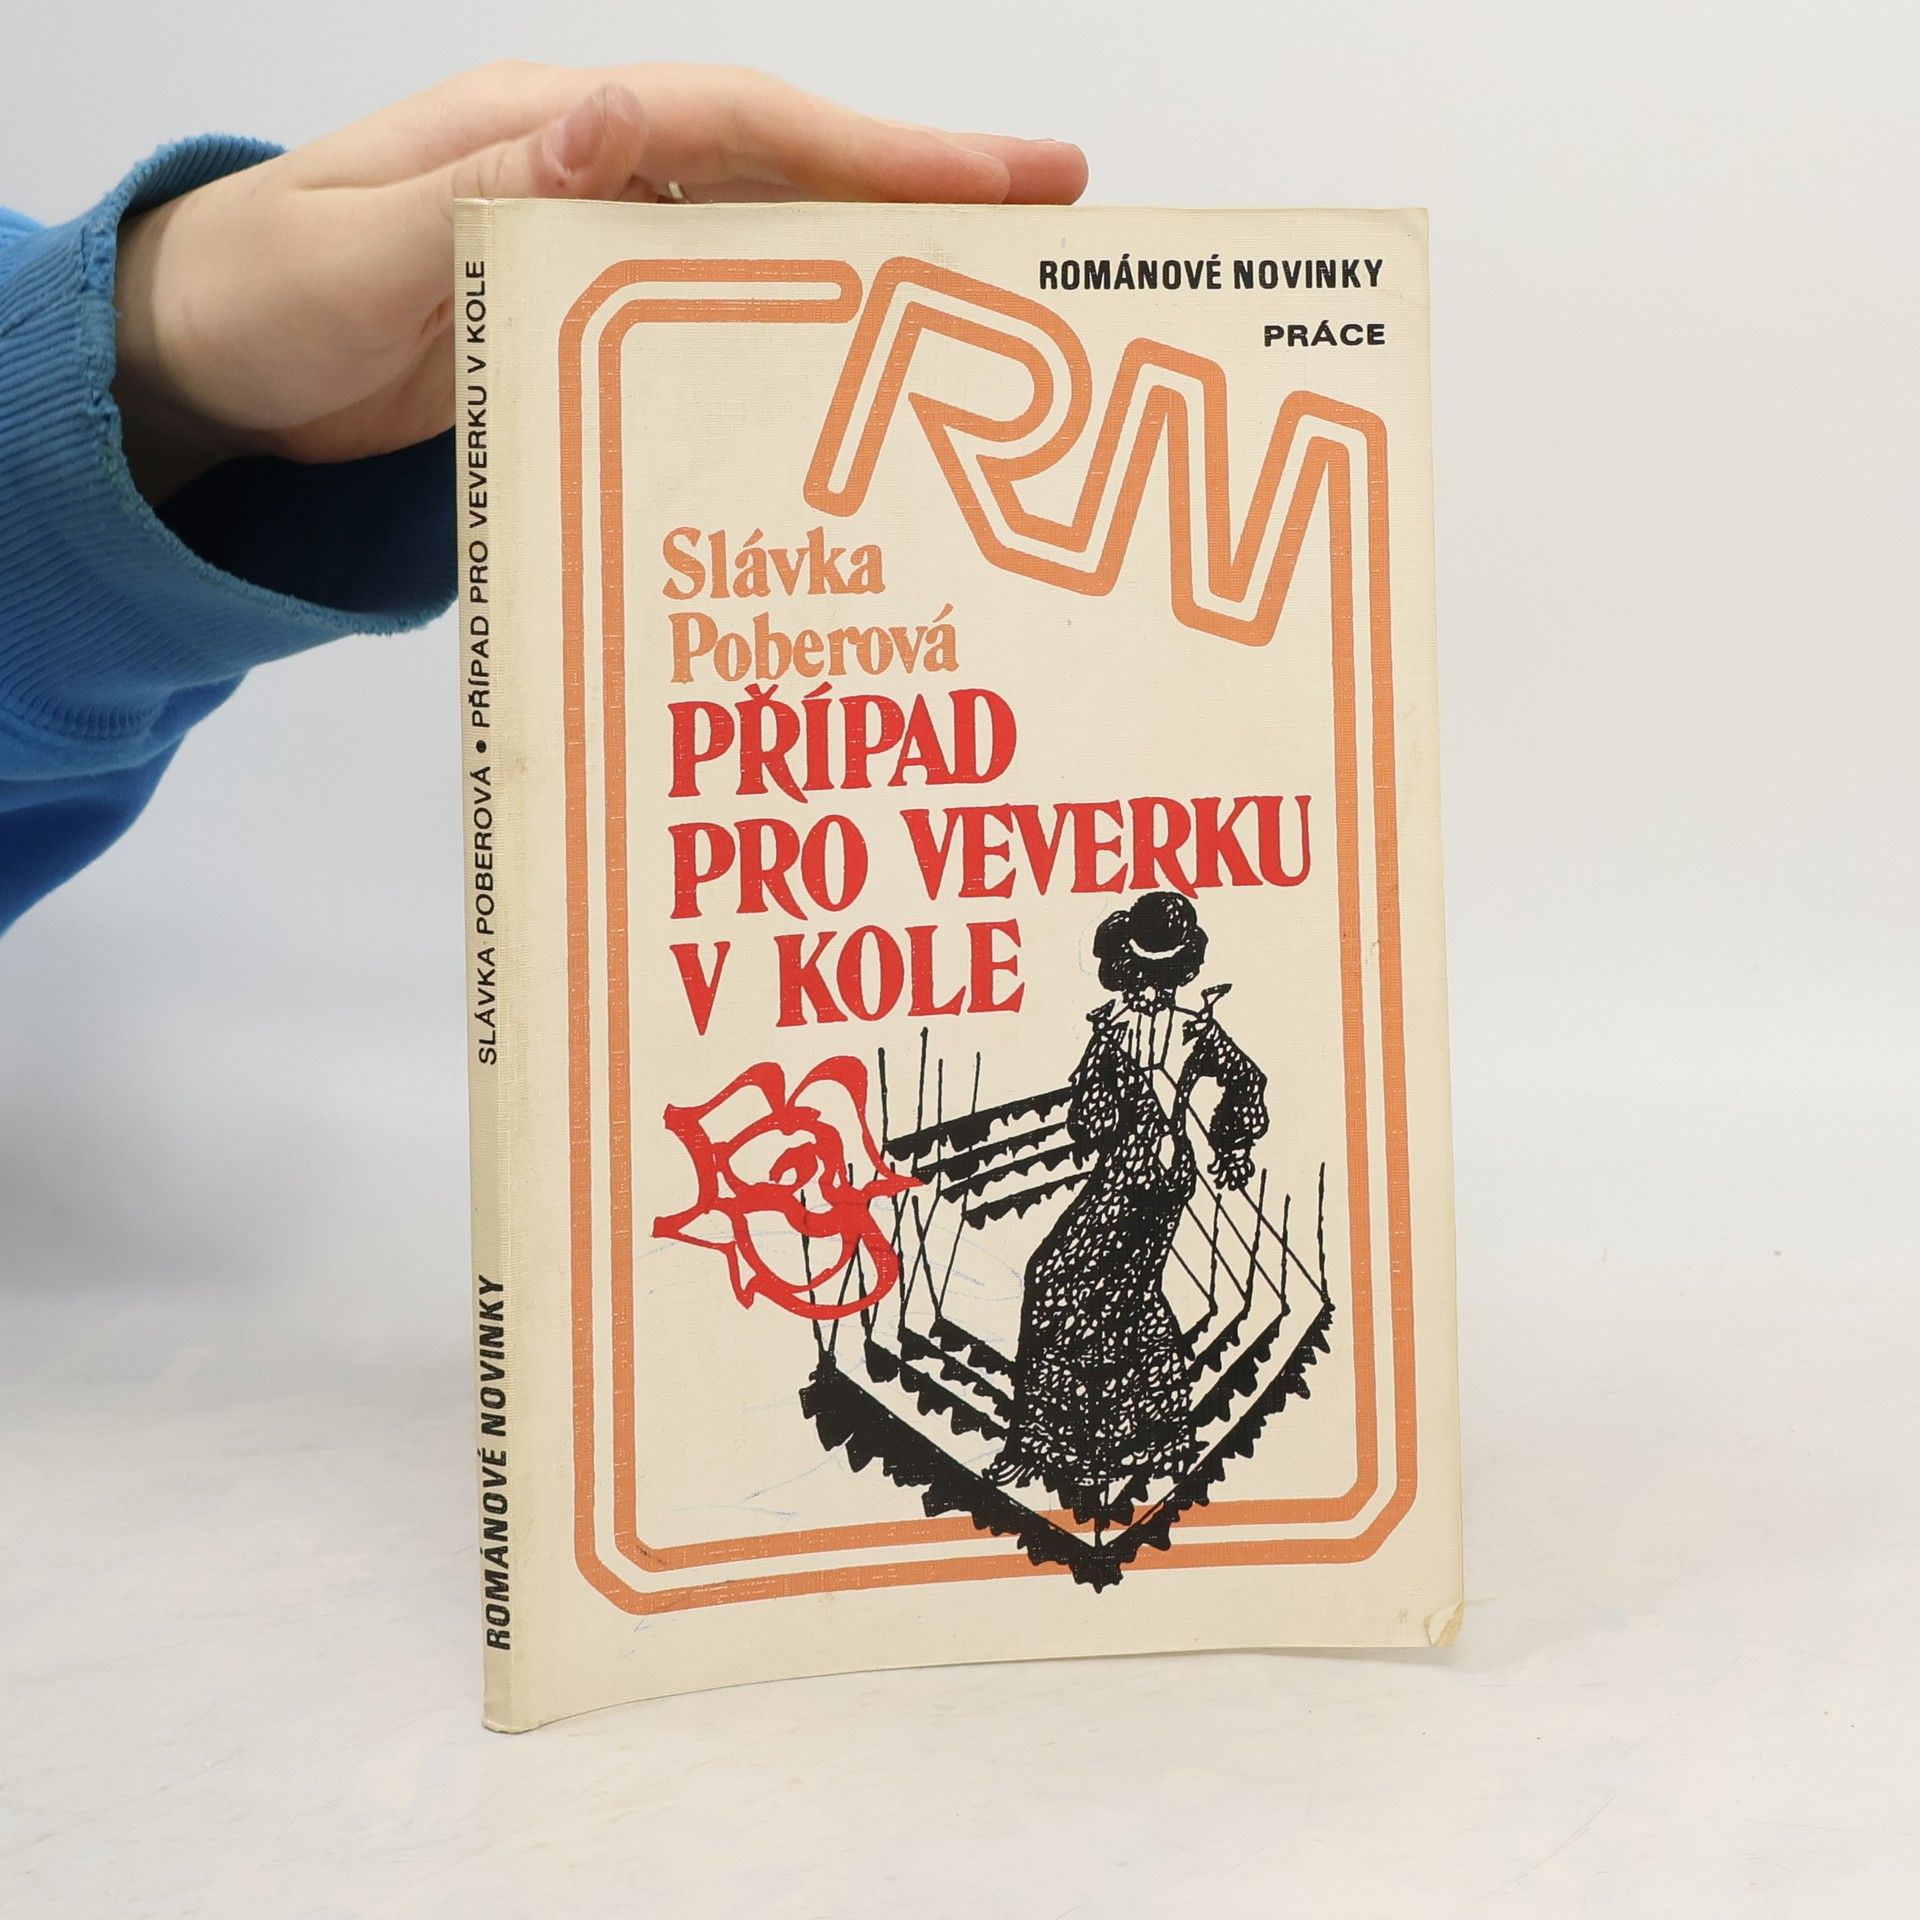 ROMÁNOVÉ NOVINKY
PRÁCE
RN
Slávka
Poberová
PŘÍPAD
PRO VEVERKU
V KOLE
SLÁVKA POBEROVÁ • PŘÍPAD PRO VEVERKU V KOLE
ROMÁNOVÉ NOVINKY